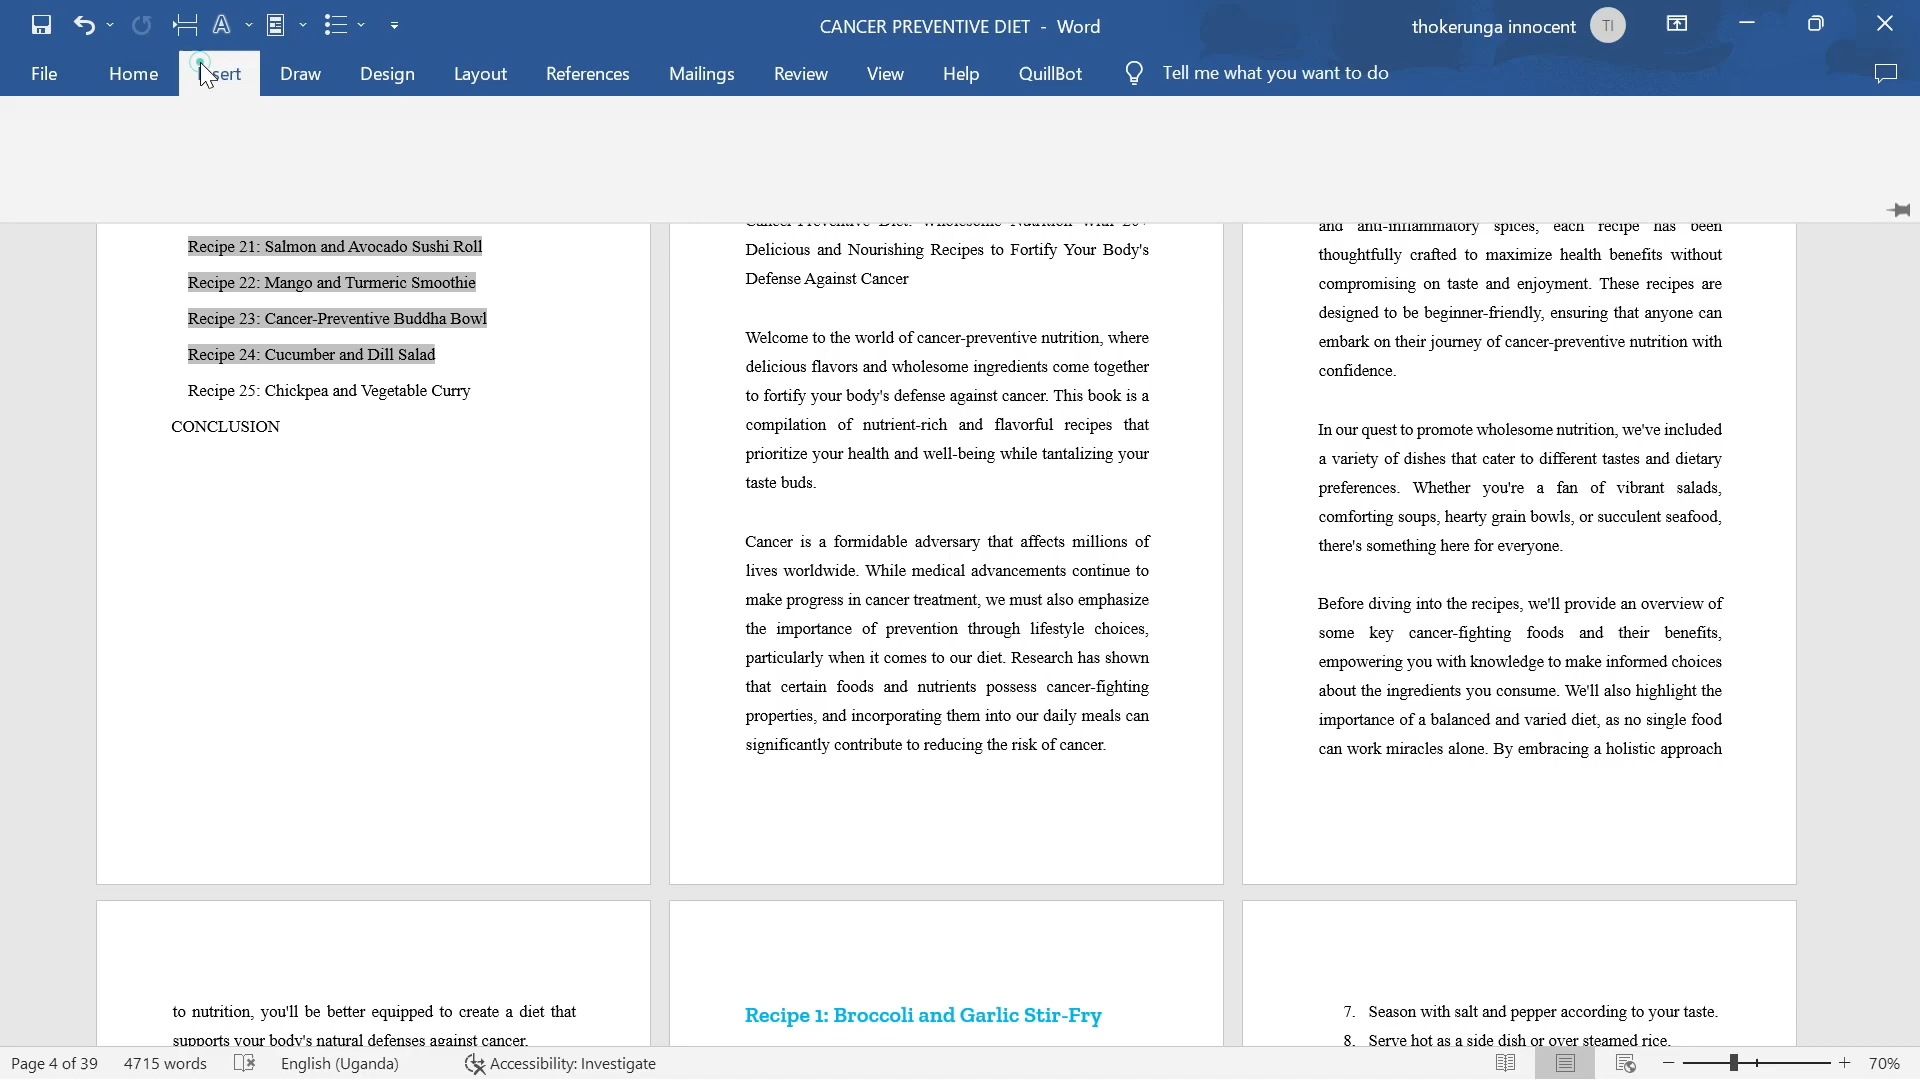 CANCER PREVENTIVE DIET - Word
thokerunga innocent
TI
File
Home
Draw
Design
Layout
References
Mailings
Review
View
Help
QuillBot
Tell me what you want to do
Recipe 21: Salmon and Avocado Sushi Roll
Recipe 22: Mango and Turmeric Smoothie
Recipe 23: Cancer-Preventive Buddha Bowl
Recipe 24: Cucumber and Dill Salad
Recipe 25: Chickpea and Vegetable Curry
CONCLUSION
Cancer-Preventive Diet: Wholesome Nutrition with 20+
Delicious and Nourishing Recipes to Fortify Your Body's
Defense Against Cancer
Welcome to the world of cancer-preventive nutrition, where
delicious flavors and wholesome ingredients come together
to fortify your body's defense against cancer. This book is a
compilation of nutrient-rich and flavorful recipes that
prioritize your health and well-being while tantalizing your
taste buds.
Cancer is a formidable adversary that affects millions of
lives worldwide. While medical advancements continue to
make progress in cancer treatment, we must also emphasize
the importance of prevention through lifestyle choices,
particularly when it comes to our diet. Research has shown
that certain foods and nutrients possess cancer-fighting
properties, and incorporating them into our daily meals can
significantly contribute to reducing the risk of cancer.
and anti-inflammatory spices, each recipe has been
thoughtfully crafted to maximize health benefits without
compromising on taste and enjoyment. These recipes are
designed to be beginner-friendly, ensuring that anyone can
embark on their journey of cancer-preventive nutrition with
confidence.
In our quest to promote wholesome nutrition, we've included
a variety of dishes that cater to different tastes and dietary
preferences. Whether you're a fan of vibrant salads,
comforting soups, hearty grain bowls, or succulent seafood,
there's something here for everyone.
Before diving into the recipes, we'll provide an overview of
some key cancer-fighting foods and their benefits,
empowering you with knowledge to make informed choices
about the ingredients you consume. We'll also highlight the
importance of a balanced and varied diet, as no single food
can work miracles alone. By embracing a holistic approach
to nutrition, you'll be better equipped to create a diet that
supports your body's natural defenses against cancer.
Recipe 1: Broccoli and Garlic Stir-Fry
7. Season with salt and pepper according to your taste.
8. Serve hot as a side dish or over steamed rice.
Page 4 of 39
4715 words
English (Uganda)
Accessibility: Investigate
70%